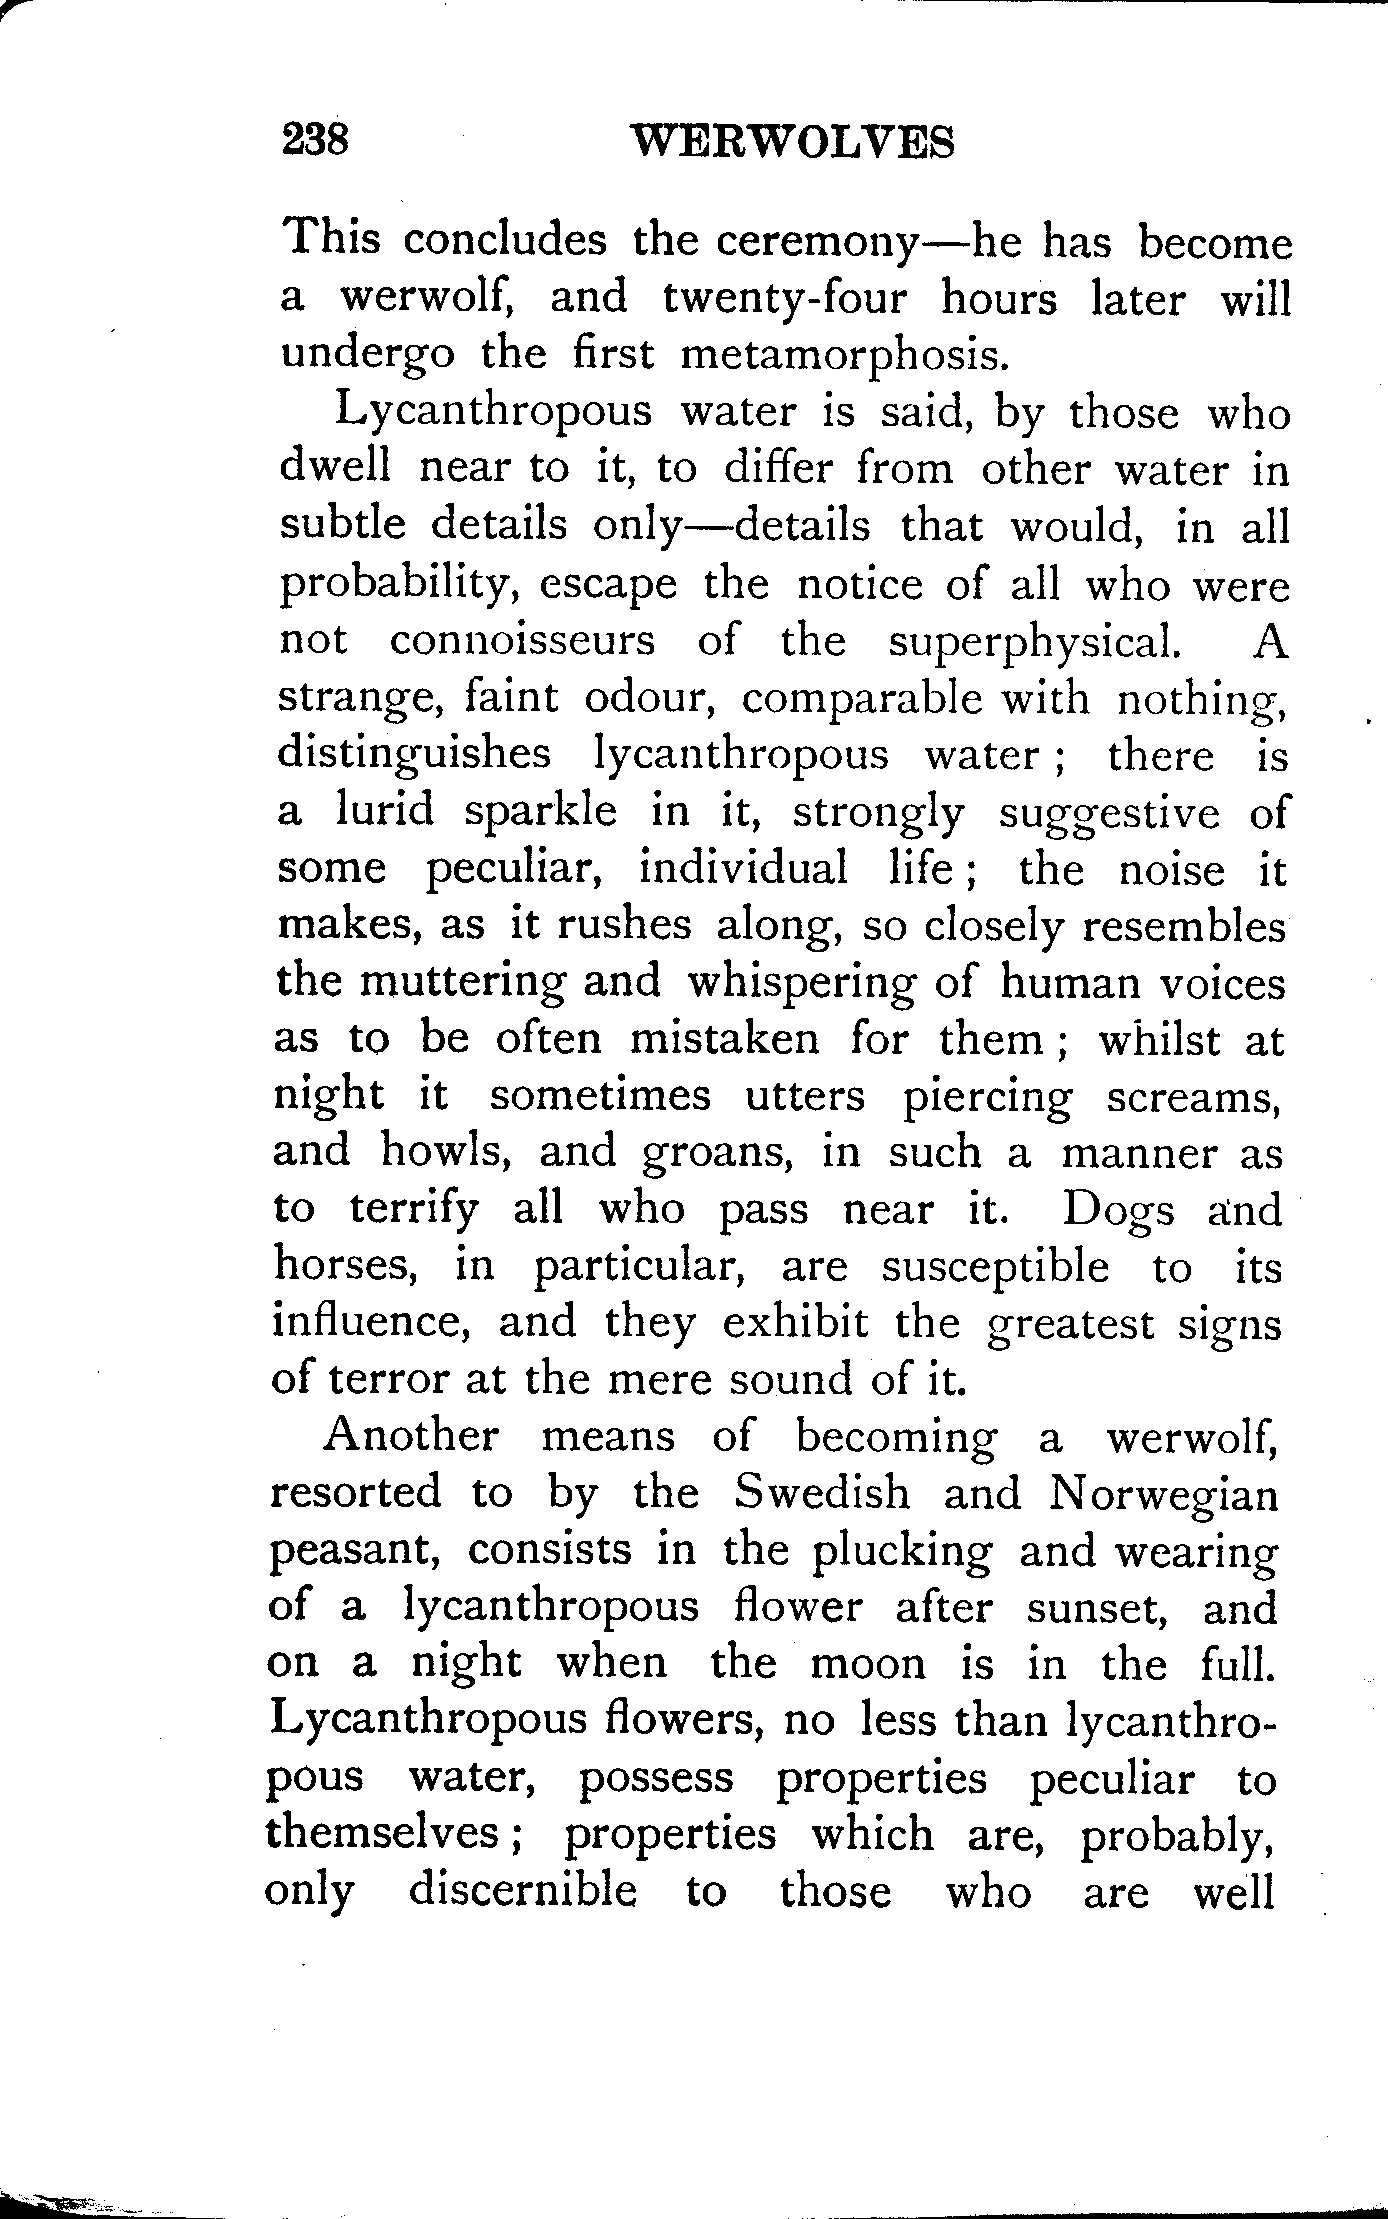 238 WERWOLVES
This concludes the ceremony—he has become
a werwolf, and twenty-four hours later will
undergo the first metamorphosis.
Lycanthropous water is said, by those who
dwell near to it, to differ from other water in
subtle details only—details that would, in all
probability, escape the notice of all who were
not connoisseurs of the superphysical. A
strange, faint odour, comparable with nothing,
distinguishes lycanthropous water ; there is
a lurid sparkle in it, strongly suggestive of
some peculiar, individual life ; the noise it
makes, as it rushes along, so closely resembles
the muttering and whispering of human voices
as to be often mistaken for them ; whilst at
night it sometimes utters piercing screams,
and howls, and groans, in such a manner as
to terrify all who pass near it. Dogs and
horses, in particular, are susceptible to its
influence, and they exhibit the greatest signs
of terror at the mere sound of it.
Another means of becoming a werwolf,
resorted to by the Swedish and Norwegian
peasant, consists in the plucking and wearing
of a lycanthropous flower after sunset, and
on a night when the moon is in the full.
Lycanthropous flowers, no less than lycanthro-
pous water, possess properties peculiar to
themselves ; properties which are, probably,
only discernible to those who are well